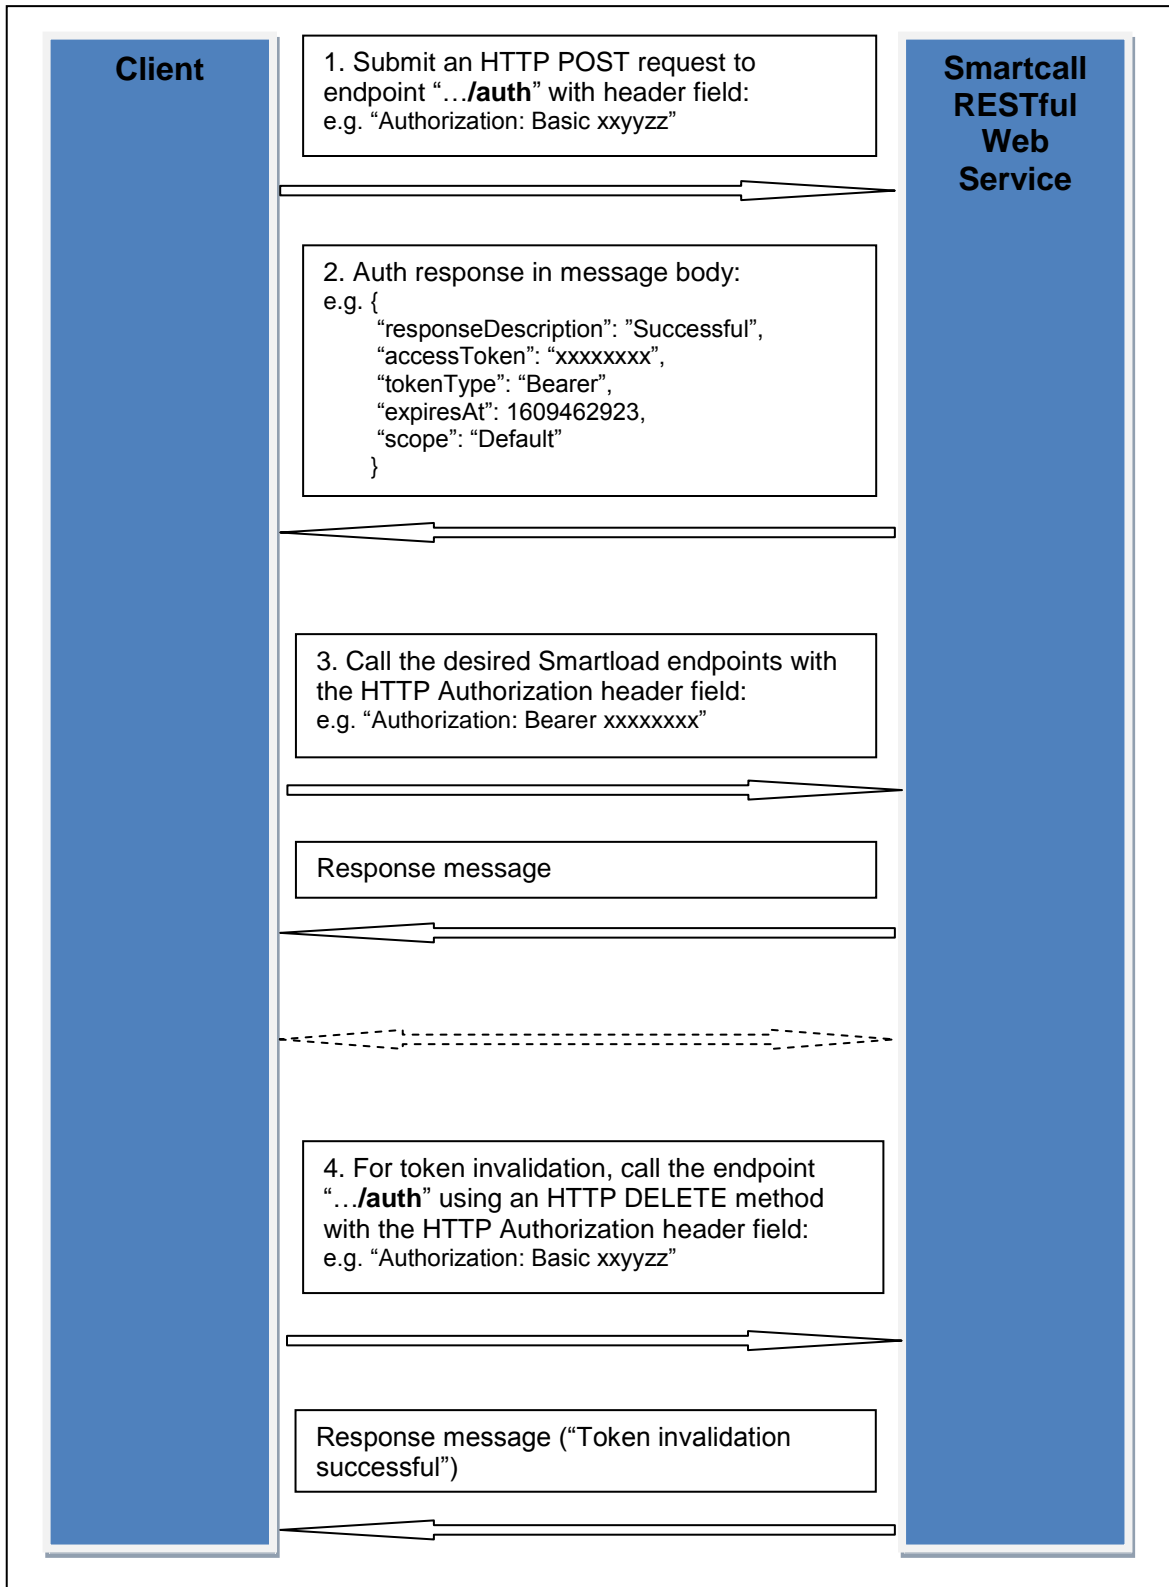 Client
1. Submit an HTTP POST request to
endpoint “…/auth” with header field:
e.g. “Authorization: Basic xxyyzz”
Smartcall
RESTful
Web
Service
2. Auth response in message body:
e.g. {
“responseDescription”: ”Successful”,
“accessToken”: “xxxxxxxx”,
“tokenType”: “Bearer”,
“expiresAt”: 1609462923,
“scope”: “Default”
}
3. Call the desired Smartload endpoints with
the HTTP Authorization header field:
e.g. “Authorization: Bearer xxxxxxxx”
Response message
4. For token invalidation, call the endpoint
“…/auth” using an HTTP DELETE method
with the HTTP Authorization header field:
e.g. “Authorization: Basic xxyyzz”
Response message (“Token invalidation
successful”)